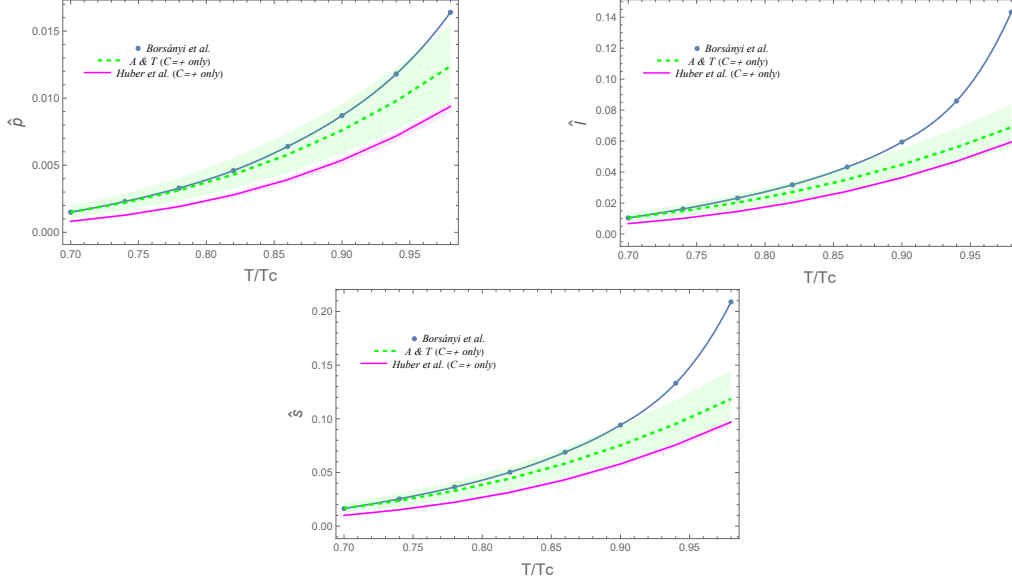 0.015
0.010
0.005
0.000
p̂
Borsányi et al.
A & T (C=+ only)
Huber et al. (C=+ only)
0.70 0.75 0.80 0.85 0.90 0.95
T/Tc
0.14
0.12
0.10
0.08
0.06
0.04
0.02
0.00
Î
Borsányi et al.
A & T (C=+ only)
Huber et al. (C=+ only)
0.70 0.75 0.80 0.85 0.90 0.95
T/Tc
0.20
0.15
0.10
0.05
0.00
ŝ
Borsányi et al.
A & T (C=+ only)
Huber et al. (C=+ only)
0.70 0.75 0.80 0.85 0.90 0.95
T/Tc